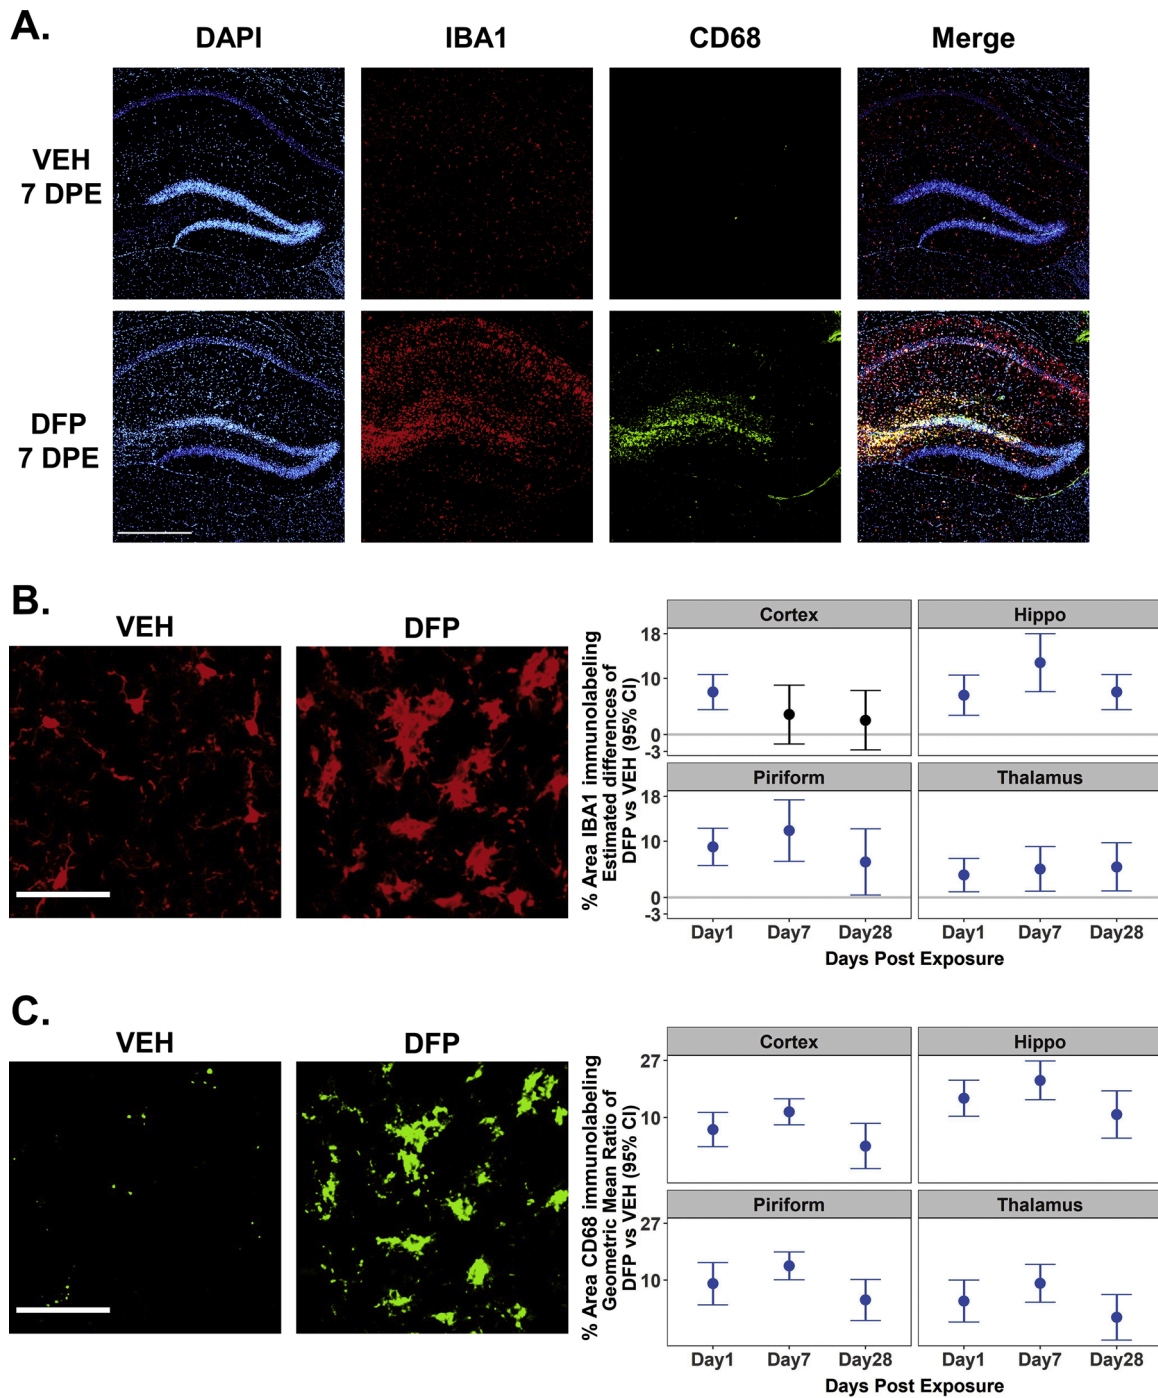 A.
DAPI IBA1 CD68 Merge
VEH
7 DPE
DFP
7 DPE
B.
VEH DFP
% Area IBA1 immunolabeling
Estimated differences of
DFP vs VEH (95% CI)
Cortex Hippo
18
10
0
-3
Piriform Thalamus
18
10
0
-3
Day1 Day7 Day28 Day1 Day7 Day28
Days Post Exposure
C.
VEH DFP
% Area CD68 immunolabeling
Geometric Mean Ratio of
DFP vs VEH (95% CI)
Cortex Hippo
27
10
Piriform Thalamus
27
10
Day1 Day7 Day28 Day1 Day7 Day28
Days Post Exposure